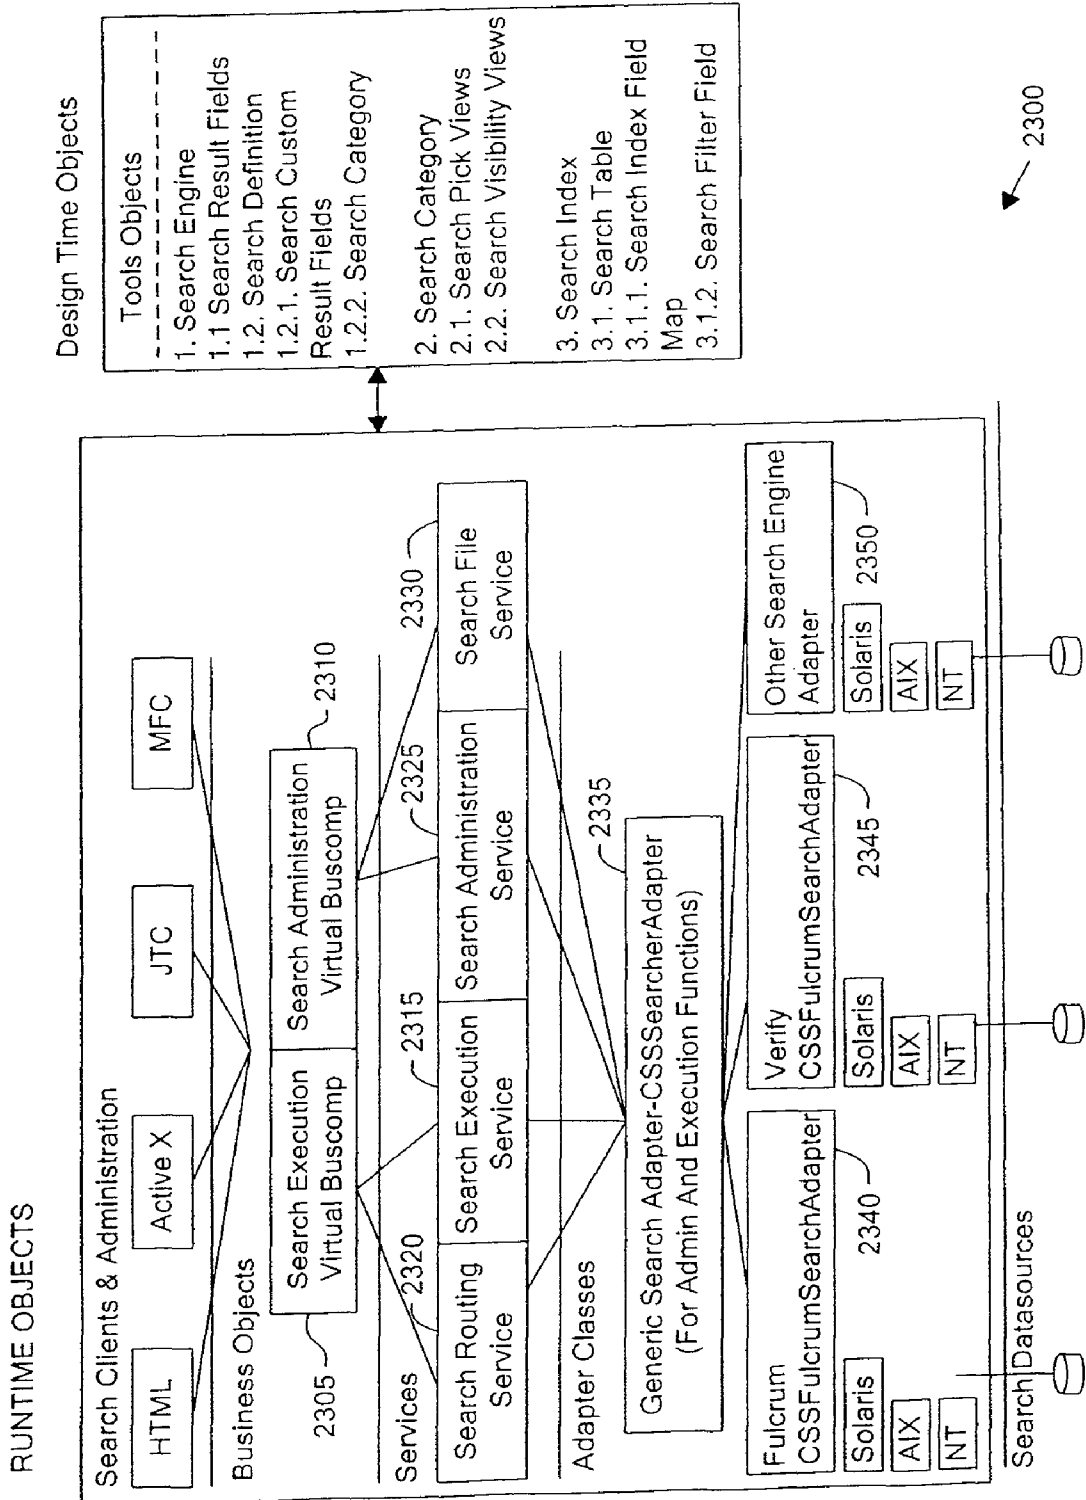 RUNTIME OBJECTS
Search Clients & Administration
HTML
Active X
JTC
MFC
Business Objects
2305
Search Execution
Virtual Buscomp
Search Administration
Virtual Buscomp
2310
Services
2320
2315
2325
2330
Search Routing
Service
Search Execution
Service
Search Administration
Service
Search File
Service
Adapter Classes
2335
Generic Search Adapter-CSSSearcherAdapter
(For Admin And Execution Functions)
Fulcrum
CSSFulcrumSearchAdapter
Solaris
AIX
NT
2340
Verify
CSSFulcrumSearchAdapter
Solaris
AIX
NT
2345
Other Search Engine
Adapter
Solaris
AIX
NT
2350
Search Datasources
Design Time Objects
Tools Objects
1. Search Engine
1.1 Search Result Fields
1.2. Search Definition
1.2.1. Search Custom
Result Fields
1.2.2. Search Category
2. Search Category
2.1. Search Pick Views
2.2. Search Visibility Views
3. Search Index
3.1. Search Table
3.1.1. Search Index Field
Map
3.1.2. Search Filter Field
2300